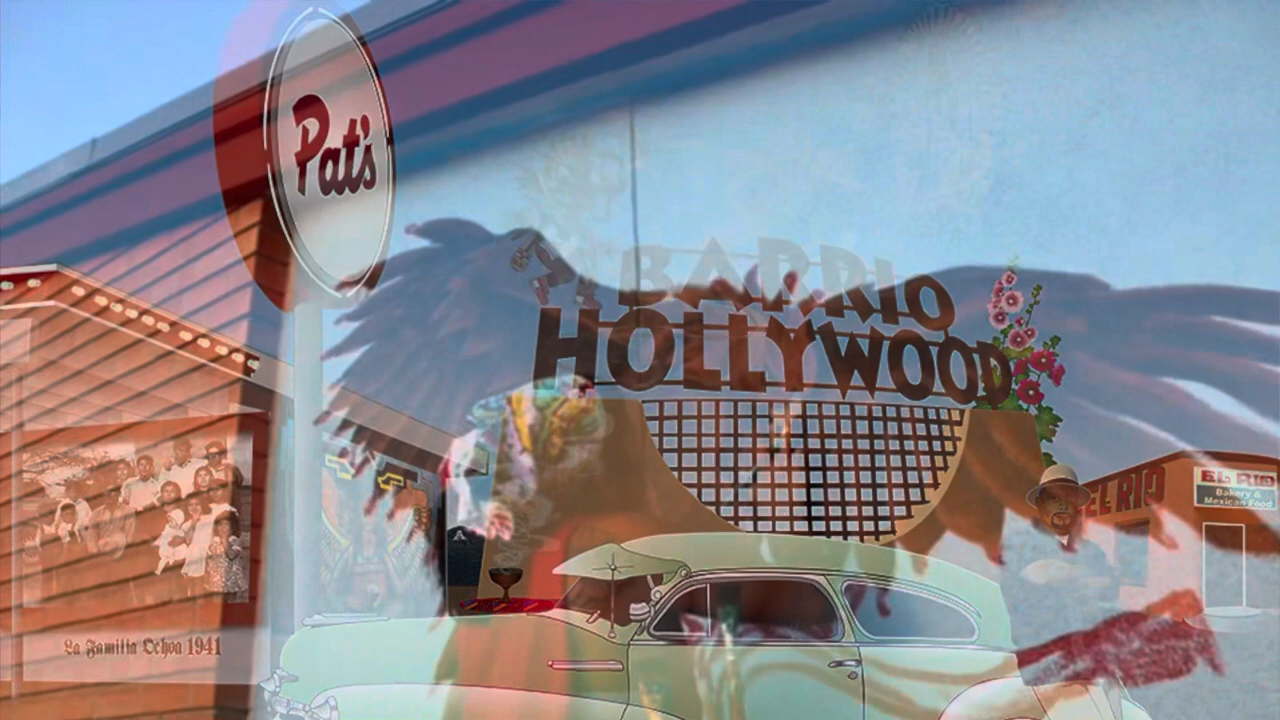 Pat's
BARRIO
HOLLYWOOD
EL RIO
EL RIO
Bakery &
Mexican Food
A
La Familia Ochoa 1941